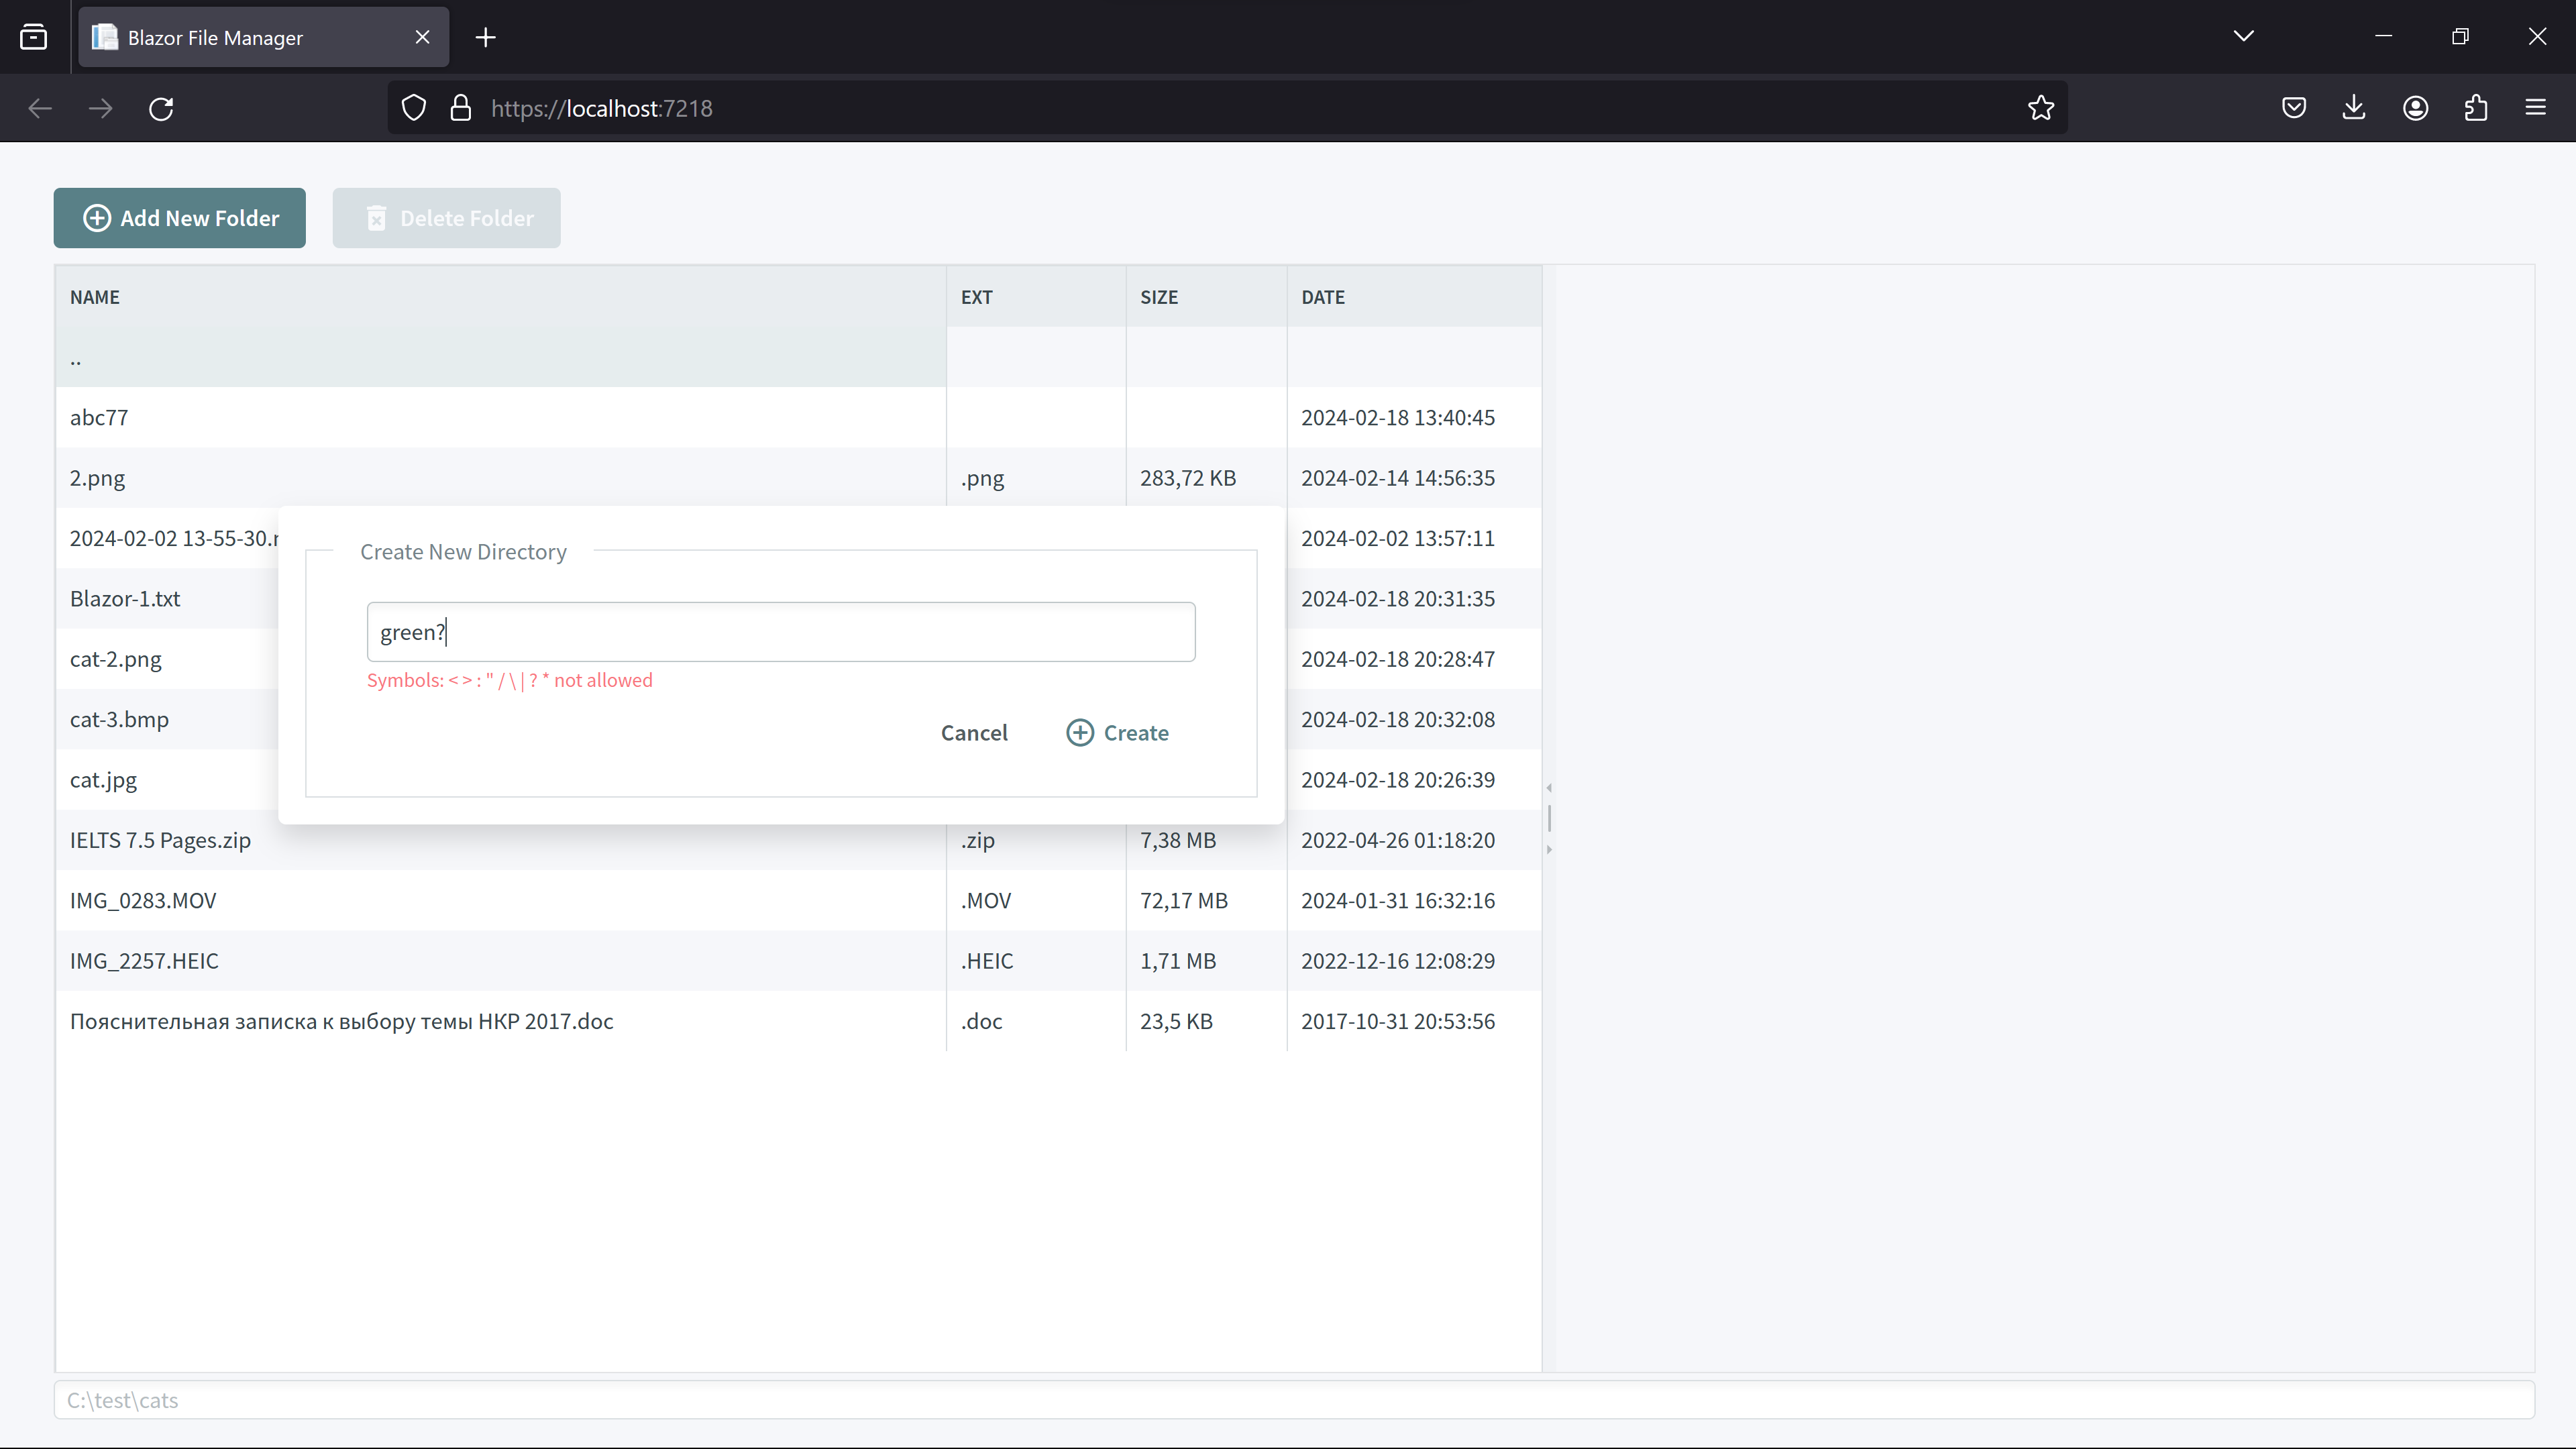 Blazor File Manager
https://localhost:7218
Add New Folder
Delete Folder
NAME EXT SIZE DATE
..
abc77 2024-02-18 13:40:45
2.png .png 283,72 KB 2024-02-14 14:56:35
2024-02-02 13-55-30. 2024-02-02 13:57:11
Blazor-1.txt 2024-02-18 20:31:35
cat-2.png 2024-02-18 20:28:47
cat-3.bmp 2024-02-18 20:32:08
cat.jpg 2024-02-18 20:26:39
IELTS 7.5 Pages.zip .zip 7,38 MB 2022-04-26 01:18:20
IMG_0283.MOV .MOV 72,17 MB 2024-01-31 16:32:16
IMG_2257.HEIC .HEIC 1,71 MB 2022-12-16 12:08:29
Пояснительная записка к выбору темы НКР 2017.doc .doc 23,5 KB 2017-10-31 20:53:56
Create New Directory
green?
Symbols: < > : " / \ | ? * not allowed
Cancel
Create
C:\test\cats